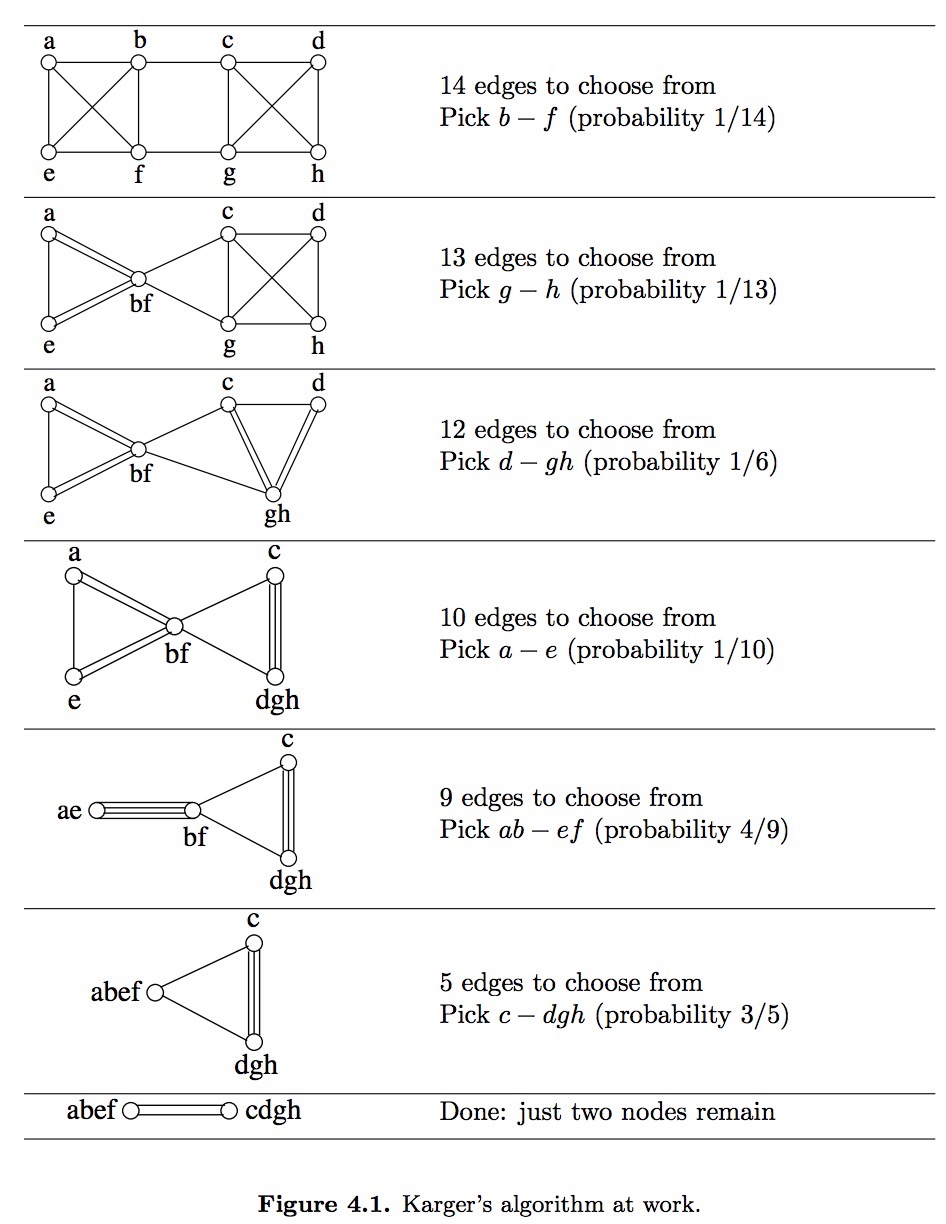 a b c d
14 edges to choose from
Pick b – f (probability 1/14)
e f g h
a c d
13 edges to choose from
Pick g – h (probability 1/13)
bf
e g h
a c d
12 edges to choose from
Pick d – gh (probability 1/6)
bf
e gh
a c
10 edges to choose from
Pick a – e (probability 1/10)
bf
e dgh
c
9 edges to choose from
ae
Pick ab – ef (probability 4/9)
bf
dgh
c
5 edges to choose from
abef
Pick c – dgh (probability 3/5)
dgh
abef cdgh Done: just two nodes remain
Figure 4.1. Karger's algorithm at work.